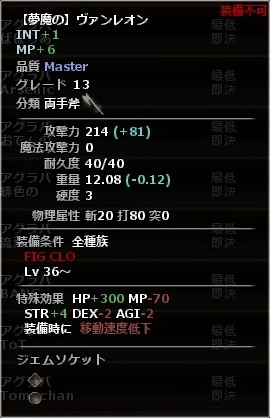 装備不可
【夢魔の】ヴァンレオン
INT+1
MP+6
品質 Master
グレード 13
分類 両手斧
攻撃力 214 (+81)
魔法攻撃力 0
耐久度 40/40
重量 12.08 (-0.12)
硬度 3
物理属性 斬20 打80 突0
装備条件 全種族
FIG CLO
Lv 36～
特殊効果 HP+300 MP-70
STR+4 DEX-2 AGI-2
装備時に 移動速度低下
ジェムソケット